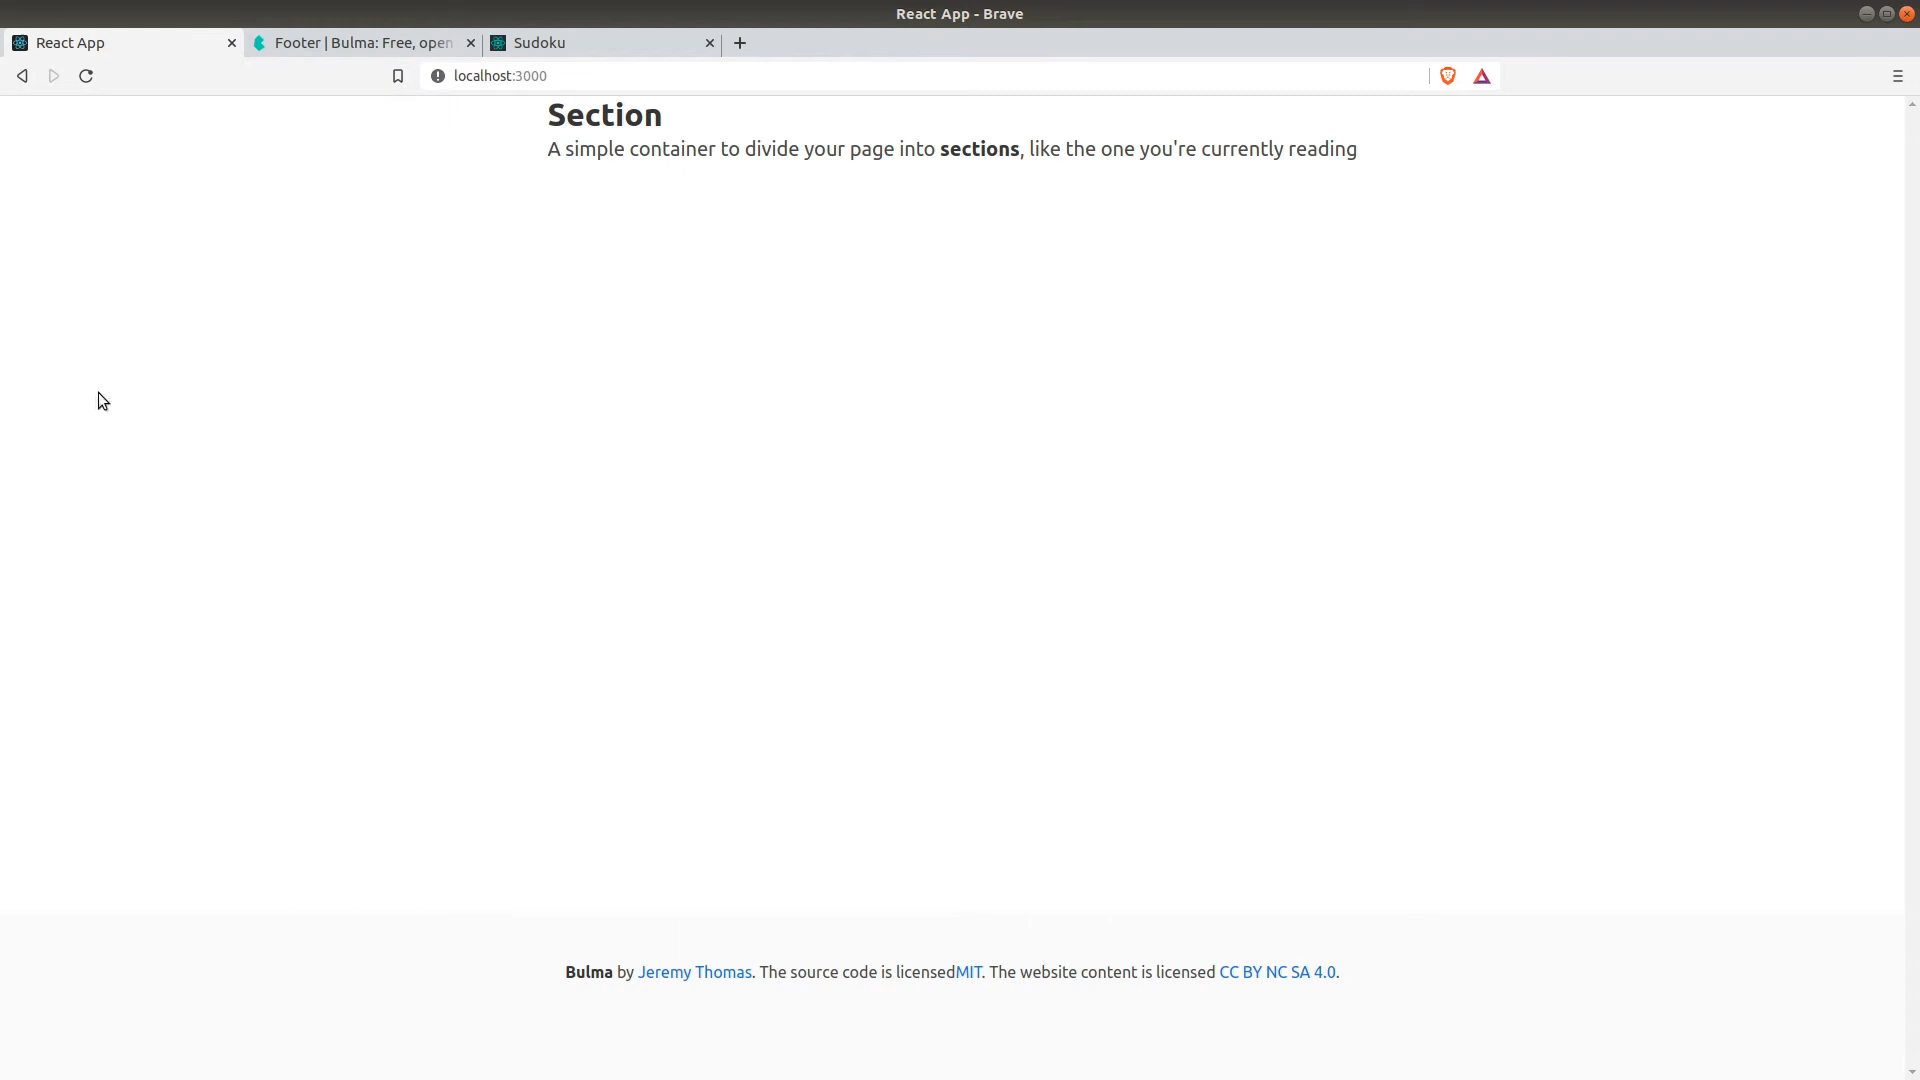 React App - Brave
React App
Footer | Bulma: Free, open
Sudoku
localhost:3000
Section
A simple container to divide your page into sections, like the one you're currently reading
Bulma by Jeremy Thomas. The source code is licensedMIT. The website content is licensed CC BY NC SA 4.0.